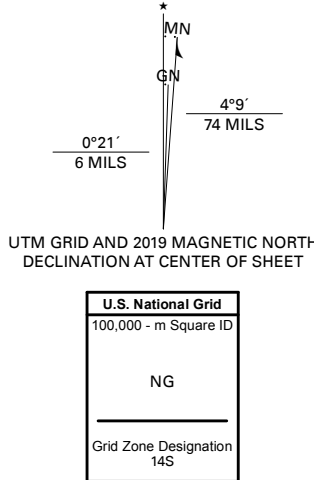 MN
GN
4°9´
74 MILS
0°21´
6 MILS
UTM GRID AND 2019 MAGNETIC NORTH
DECLINATION AT CENTER OF SHEET
U.S. National Grid
100,000 - m Square ID
NG
Grid Zone Designation
14S